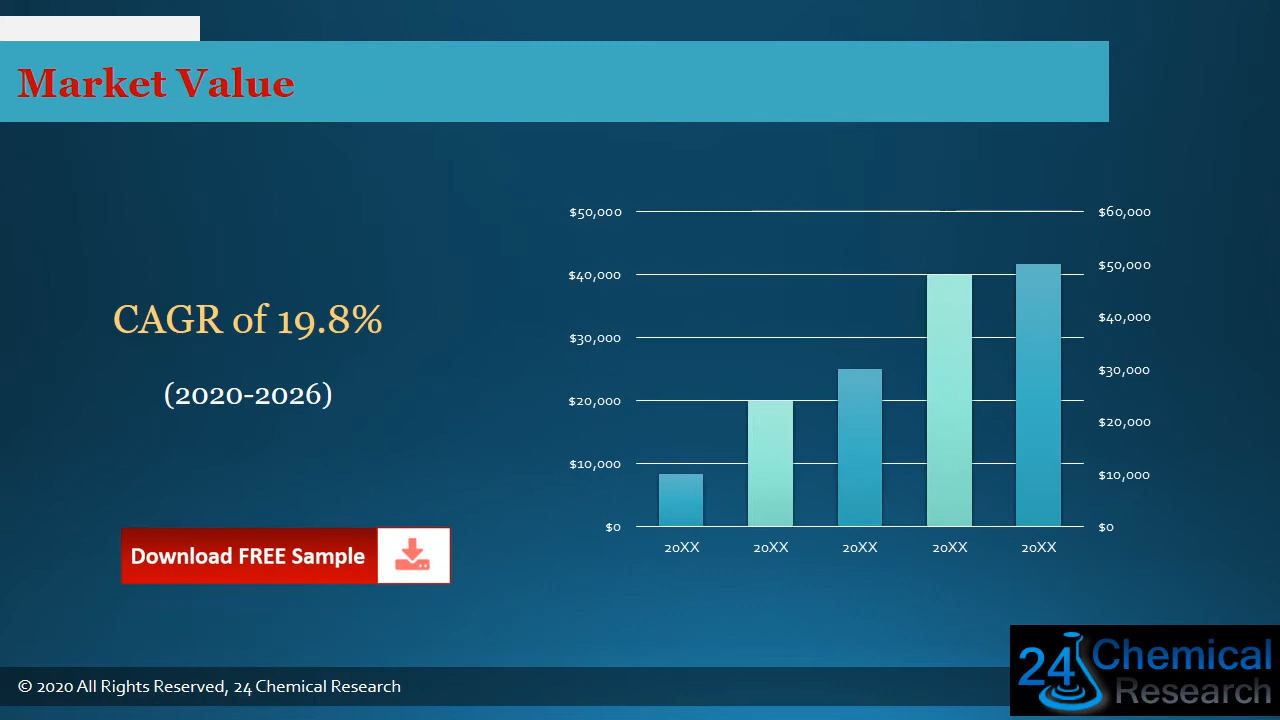 Market Value
CAGR of 19.8%
(2020-2026)
Download FREE Sample
$50,000
$40,000
$30,000
$20,000
$10,000
$0
$60,000
$50,000
$40,000
$30,000
$20,000
$10,000
$0
20XX 20XX 20XX 20XX 20XX
© 2020 All Rights Reserved, 24 Chemical Research
24 Chemical
Research